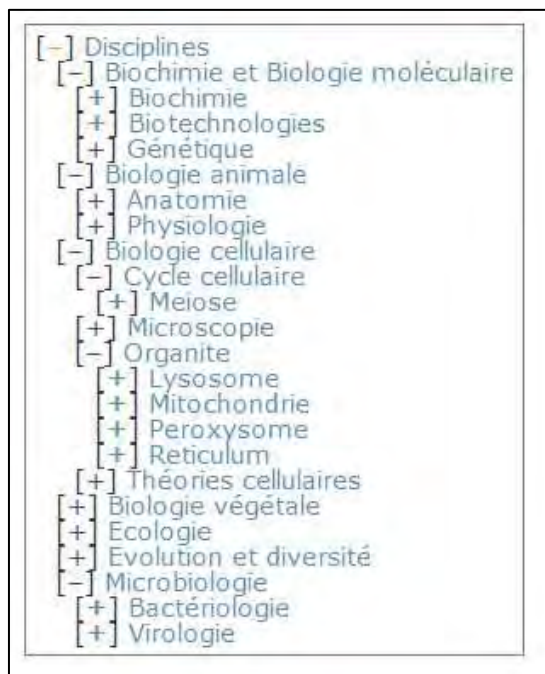 [−] Disciplines
[−] Biochimie et Biologie moléculaire
[+] Biochimie
[+] Biotechnologies
[+] Génétique
[−] Biologie animale
[+] Anatomie
[+] Physiologie
[−] Biologie cellulaire
[−] Cycle cellulaire
[+] Meiose
[+] Microscopie
[−] Organite
[+] Lysosome
[+] Mitochondrie
[+] Peroxysome
[+] Reticulum
[+] Théories cellulaires
[+] Biologie végétale
[+] Ecologie
[+] Evolution et diversité
[−] Microbiologie
[+] Bactériologie
[+] Virologie